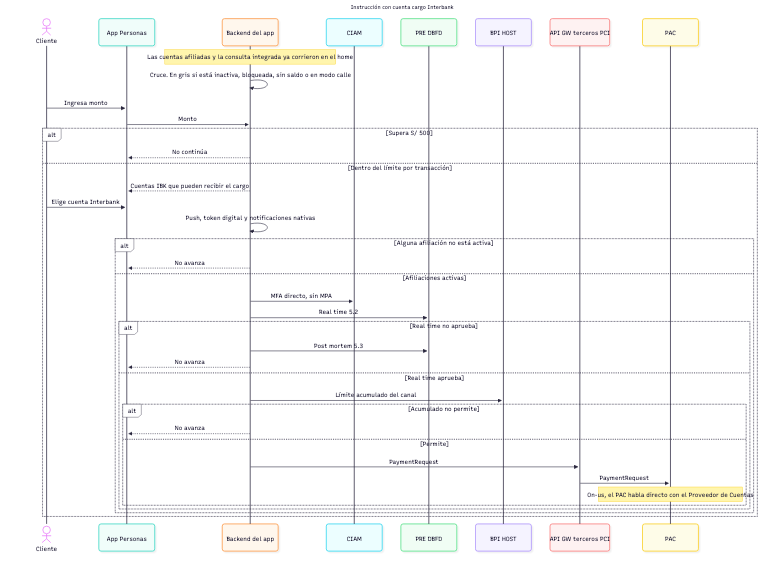 Instrucción con cuenta cargo Interbank
Cliente
App Personas
Backend del app
CIAM
PRE DBFD
BPI HOST
API GW terceros PCI
PAC
Las cuentas afiliadas y la consulta integrada ya corrieron en el home
Cruce. En gris si está inactiva, bloqueada, sin saldo o en modo calle
Ingresa monto
Monto
alt
[Supera S/ 500]
No continúa
[Dentro del límite por transacción]
Cuentas IBK que pueden recibir el cargo
Elige cuenta Interbank
Push, token digital y notificaciones nativas
alt
[Alguna afiliación no está activa]
No avanza
[Afiliaciones activas]
MFA directo, sin MPA
Real time 5.2
alt
[Real time no aprueba]
Post mortem 5.3
No avanza
[Real time aprueba]
Límite acumulado del canal
alt
[Acumulado no permite]
No avanza
[Permite]
PaymentRequest
PaymentRequest
On-us, el PAC habla directo con el Proveedor de Cuentas
Cliente
App Personas
Backend del app
CIAM
PRE DBFD
BPI HOST
API GW terceros PCI
PAC